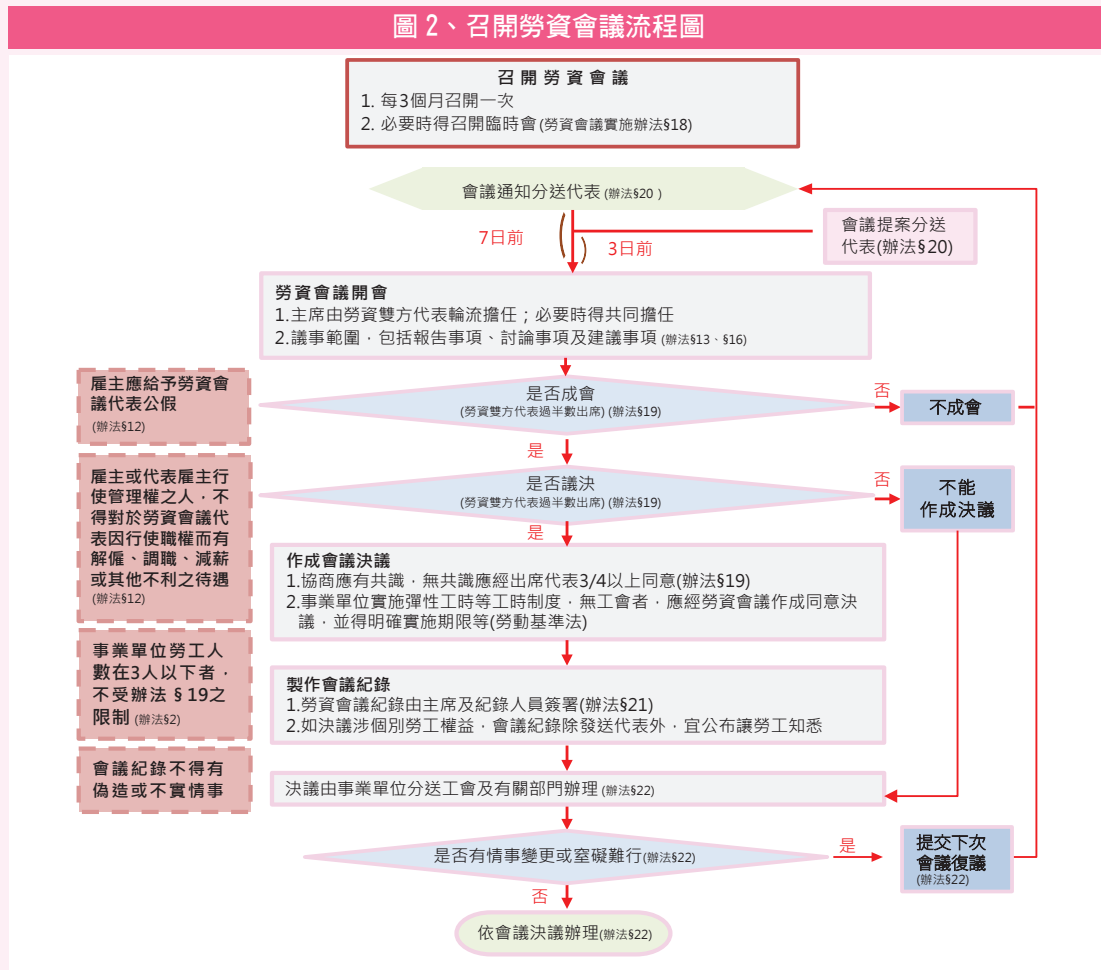 圖 2、召開勞資會議流程圖
召開勞資會議
1. 每3個月召開一次
2. 必要時得召開臨時會(勞資會議實施辦法§18)
會議通知分送代表(辦法§20 )
會議提案分送
代表(辦法§20)
7日前
3日前
勞資會議開會
1.主席由勞資雙方代表輪流擔任；必要時得共同擔任
2.議事範圍，包括報告事項、討論事項及建議事項 (辦法§13、§16)
雇主應給予勞資會
議代表公假
(辦法§12)
是否成會
(勞資雙方代表過半數出席) (辦法§19)
否
不成會
是
雇主或代表雇主行
使管理權之人，不
得對於勞資會議代
表因行使職權而有
解僱、調職、減薪
或其他不利之待遇
(辦法§12)
是否議決
(勞資雙方代表過半數出席) (辦法§19)
否
不能
作成決議
是
作成會議決議
1.協商應有共識，無共識應經出席代表3/4以上同意(辦法§19)
2.事業單位實施彈性工時等工時制度，無工會者，應經勞資會議作成同意決
議，並得明確實施期限等(勞動基準法)
事業單位勞工人
數在3人以下者，
不受辦法 §19之
限制 (辦法§2)
製作會議紀錄
1.勞資會議紀錄由主席及紀錄人員簽署(辦法§21)
2.如決議涉個別勞工權益，會議紀錄除發送代表外，宜公布讓勞工知悉
會議紀錄不得有
偽造或不實情事
決議由事業單位分送工會及有關部門辦理 (辦法§22)
是否有情事變更或窒礙難行(辦法§22)
是
提交下次
會議復議
(辦法§22)
否
依會議決議辦理(辦法§22)